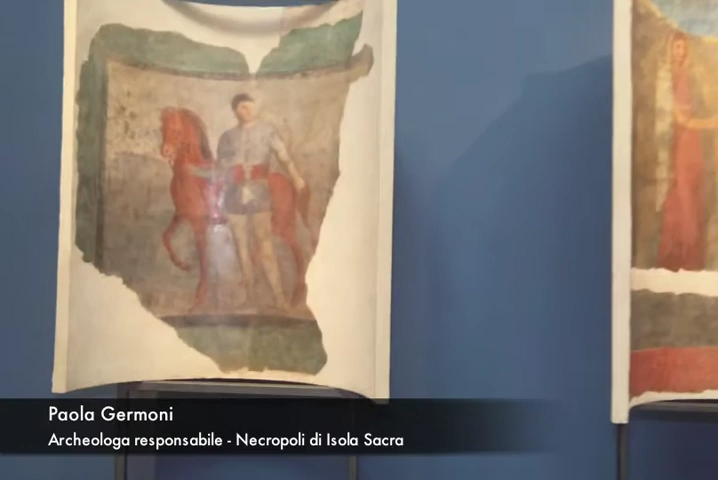 Paola Germoni
Archeologa responsabile - Necropoli di Isola Sacra